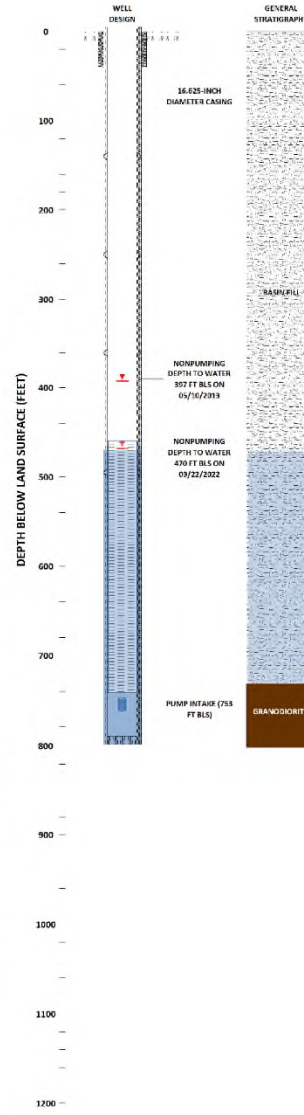 WELL
DESIGN
GENERAL
STRATIGRAPH
0
100
200
300
400
500
600
700
800
900
1000
1100
1200
DEPTH BELOW LAND SURFACE (FEET)
16.625-INCH
DIAMETER CASING
BASIN FILL
NONPUMPING
DEPTH TO WATER
397 FT BLS ON
05/10/2013
NONPUMPING
DEPTH TO WATER
470 FT BLS ON
09/22/2022
PUMP INTAKE (753
FT BLS)
GRANODIORIT